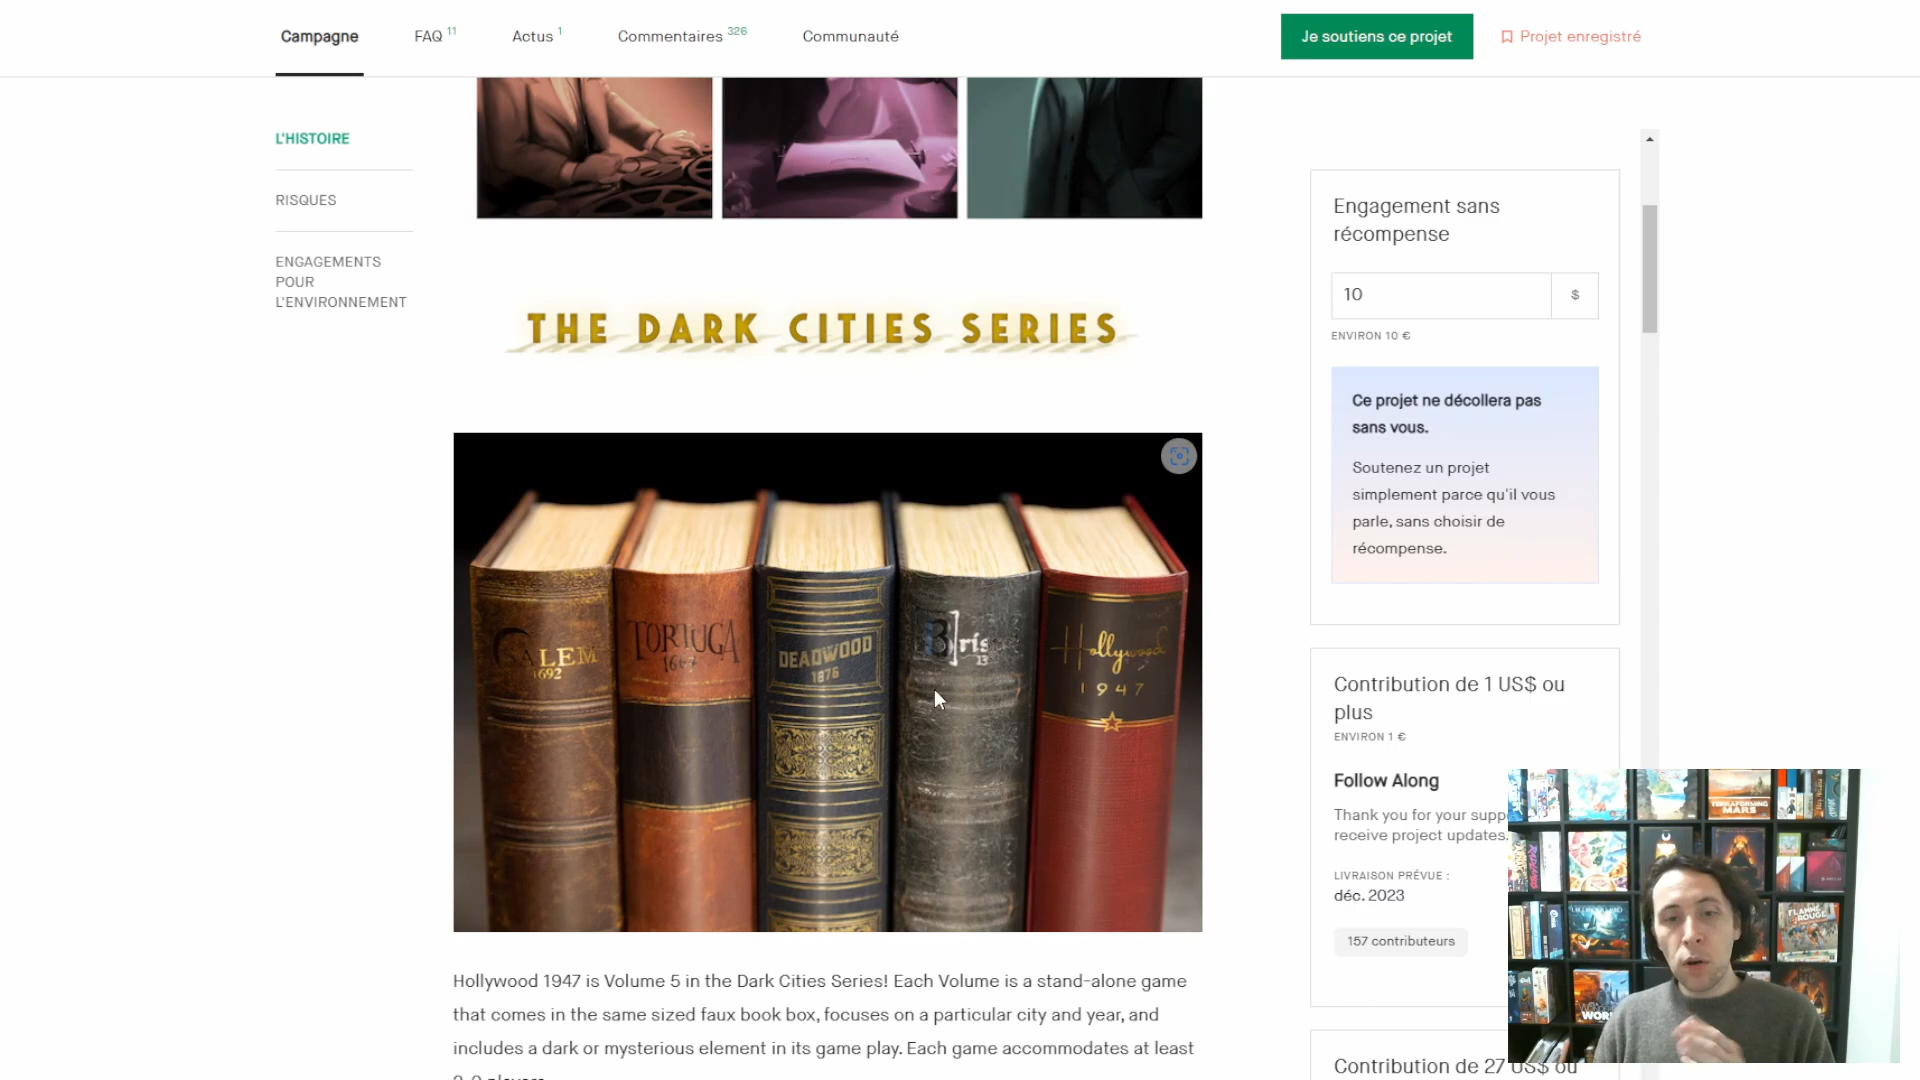 Campagne
FAQ 11
Actus 1
Commentaires 326
Communauté
Je soutiens ce projet
Projet enregistré
L'HISTOIRE
RISQUES
ENGAGEMENTS
POUR
L'ENVIRONNEMENT
THE DARK CITIES SERIES
SALEM
1692
TORTUGA
1667
DEADWOOD
1876
Hollywood
1947
Hollywood 1947 is Volume 5 in the Dark Cities Series! Each Volume is a stand-alone game
that comes in the same sized faux book box, focuses on a particular city and year, and
includes a dark or mysterious element in its game play. Each game accommodates at least
Engagement sans
récompense
10 $
ENVIRON 10 €
Ce projet ne décollera pas
sans vous.
Soutenez un projet
simplement parce qu'il vous
parle, sans choisir de
récompense.
Contribution de 1 US$ ou
plus
ENVIRON 1 €
Follow Along
Thank you for your
receive project updates.
LIVRAISON PRÉVUE :
déc. 2023
157 contributeurs
Contribution de 27 US$ ou
TERRAFORMING
MARS
FLAMME
ROUGE